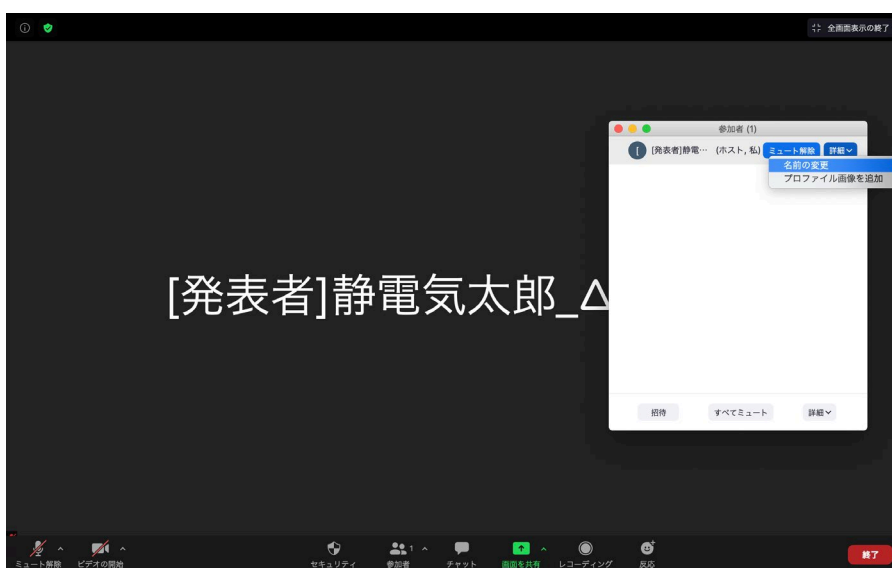 全画面表示の終了
参加者 (1)
[ [発表者]静電… (ホスト, 私) ミュート解除 詳細
名前の変更
プロファイル画像を追加
[発表者]静電気太郎_△
招待 すべてミュート 詳細
1
ミュート解除 ビデオの開始 セキュリティ 参加者 チャット 画面を共有 レコーディング 反応 終了